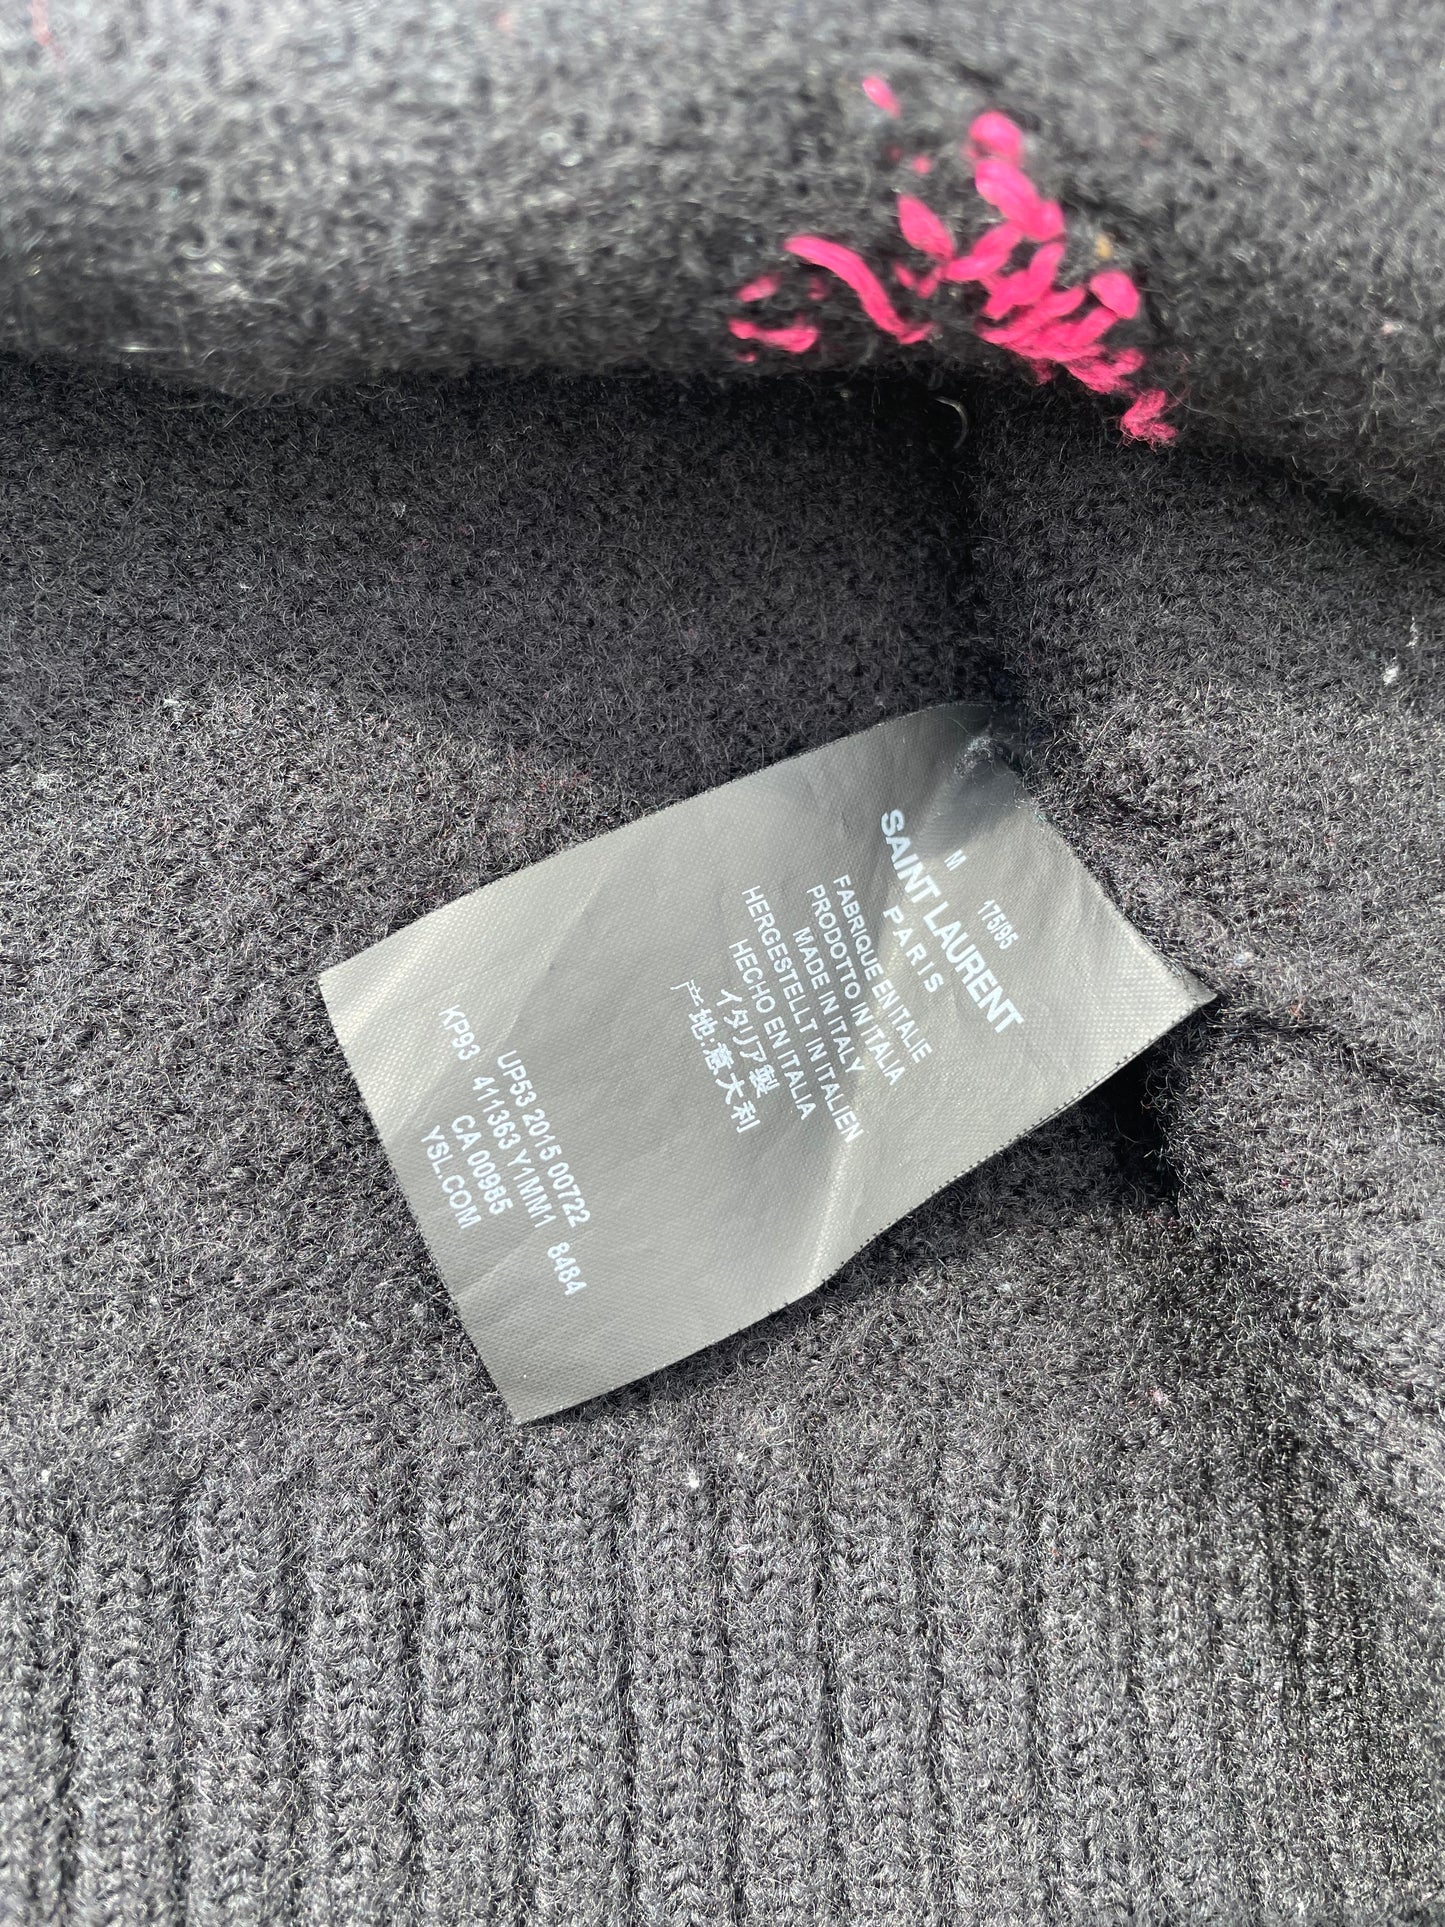 M 175/95
SAINT LAURENT
PARIS
FABRIQUE EN ITALIE
PRODOTTO IN ITALIA
MADE IN ITALY
HERGESTELLT IN ITALIEN
HECHO EN ITALIA
イタリア製
产地:意大利
UP53 2015 00722
KP93 411363 Y1MM1 8484
CA 00985
YSL.COM